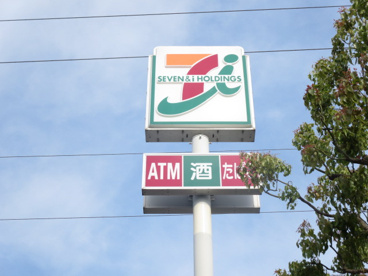 SEVEN & i HOLDINGS
ATM 酒 た